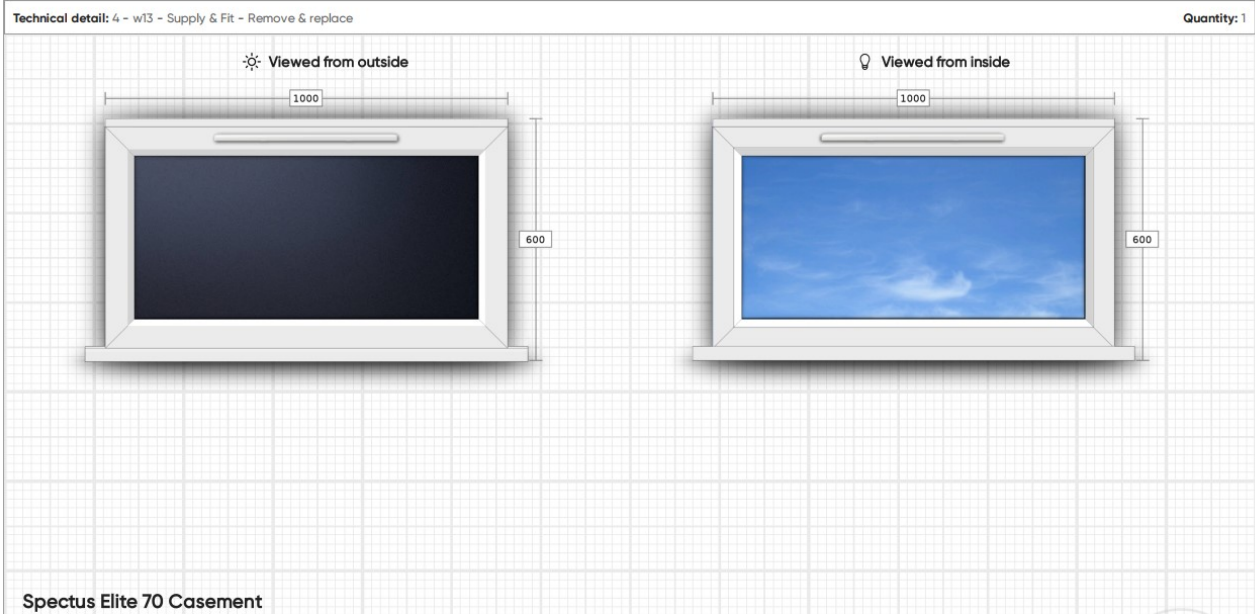 Technical detail: 4 - w13 - Supply & Fit - Remove & replace
Quantity: 1
Viewed from outside
Viewed from inside
1000
1000
600
600
Spectus Elite 70 Casement